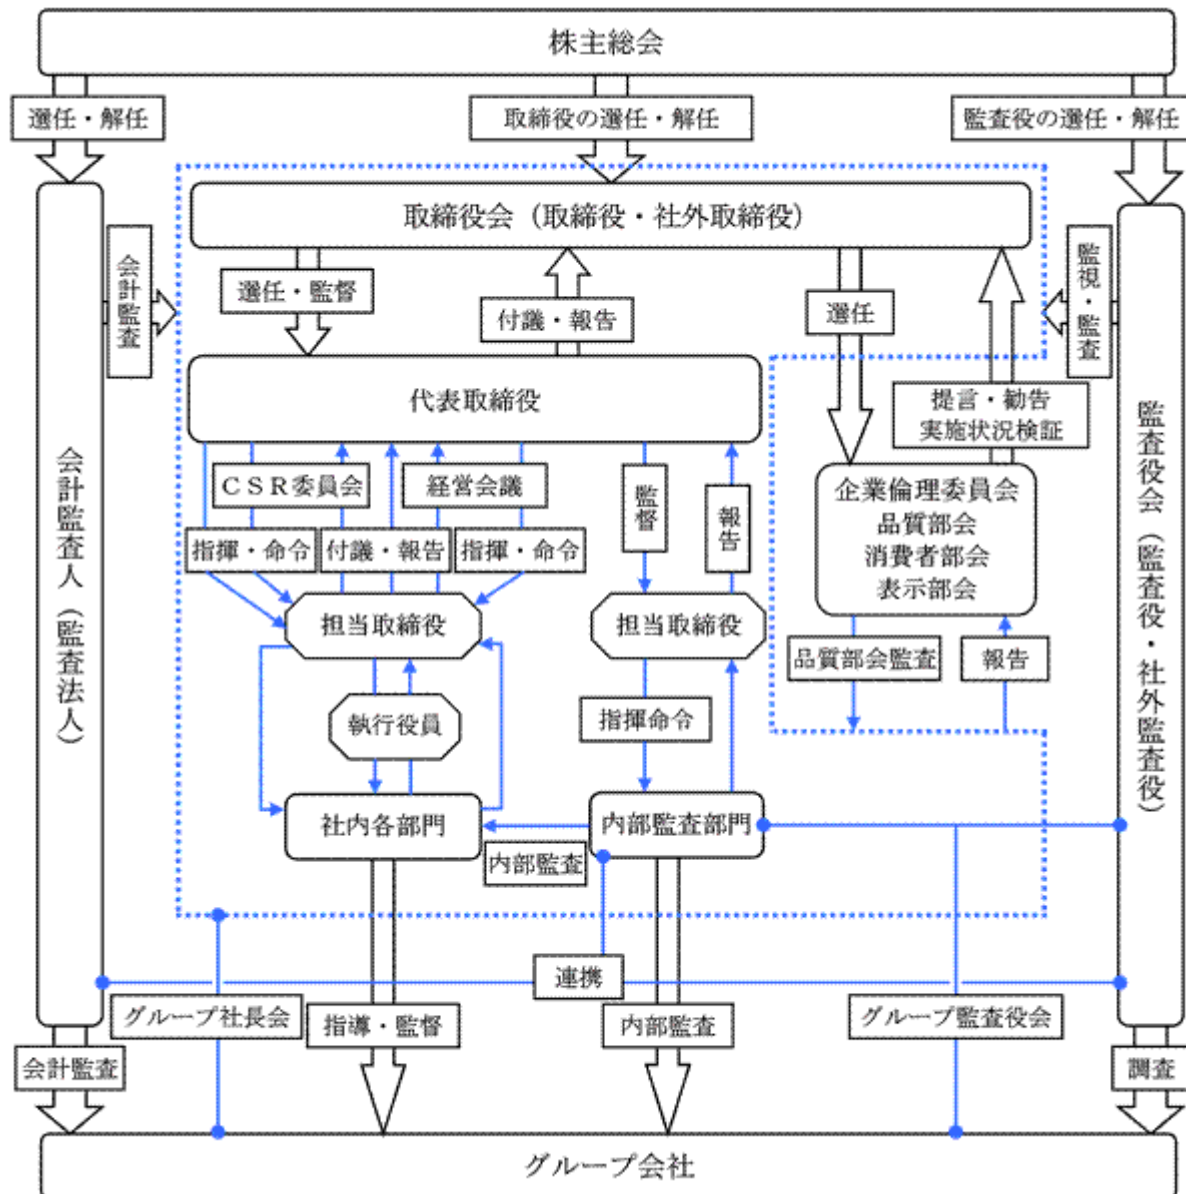 株主総会
選任・解任
取締役の選任・解任
監査役の選任・解任
取締役会（取締役・社外取締役）
会計監査
選任・監督
付議・報告
選任
監視・監査
代表取締役
提言・勧告
実施状況検証
ＣＳＲ委員会
経営会議
監督
報告
企業倫理委員会
品質部会
消費者部会
表示部会
指揮・命令
付議・報告
指揮・命令
会計監査人（監査法人）
監査役会（監査役・社外監査役）
担当取締役
担当取締役
品質部会監査
報告
執行役員
指揮命令
社内各部門
内部監査部門
内部監査
連携
グループ社長会
指導・監督
内部監査
グループ監査役会
会計監査
調査
グループ会社